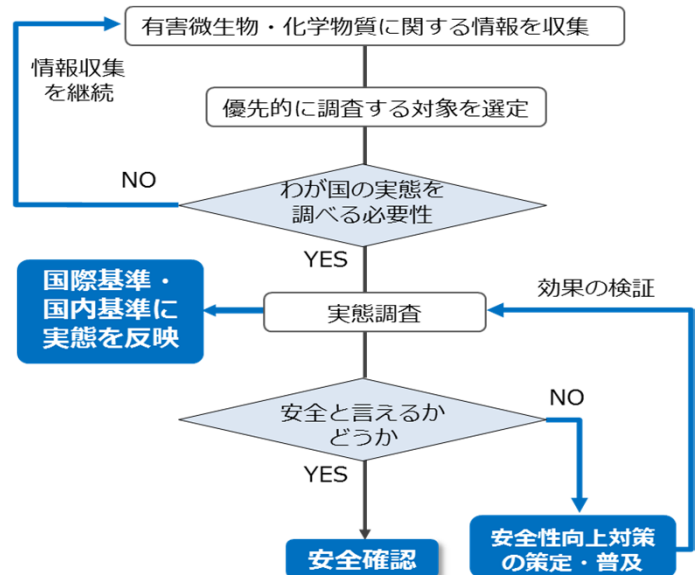 有害微生物・化学物質に関する情報を収集
情報収集
を継続
優先的に調査する対象を選定
NO
わが国の実態を
調べる必要性
YES
国際基準・
国内基準に
実態を反映
効果の検証
実態調査
安全と言えるか
どうか
NO
YES
安全確認
安全性向上対策
の策定・普及